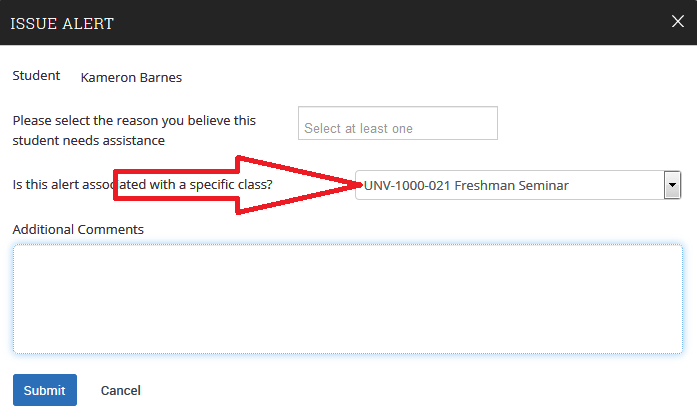 ISSUE ALERT
Student Kameron Barnes
Please select the reason you believe this
student needs assistance
Select at least one
Is this alert associated with a specific class?
UNV-1000-021 Freshman Seminar
Additional Comments
Submit Cancel